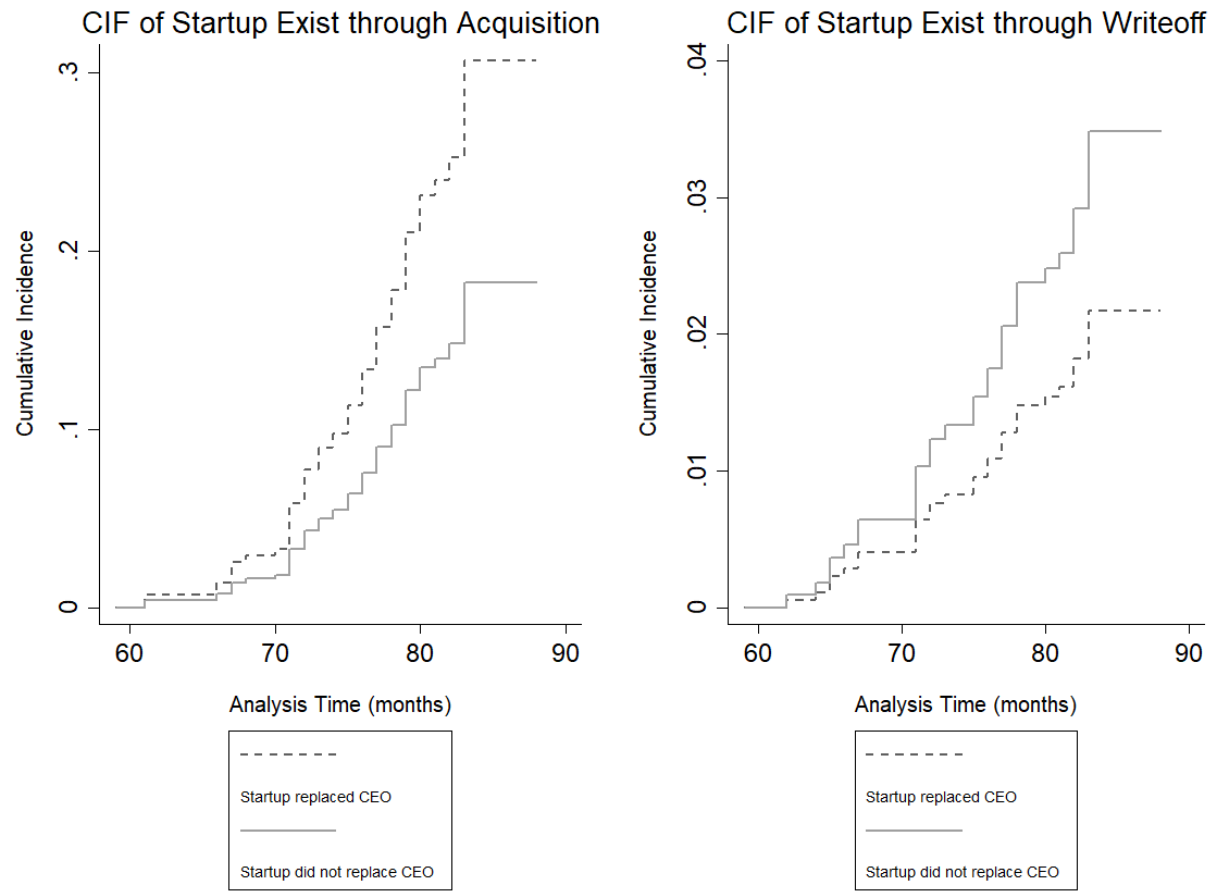 CIF of Startup Exist through Acquisition
Cumulative Incidence
.3
.2
.1
0
60 70 80 90
Analysis Time (months)
Startup replaced CEO
Startup did not replace CEO
CIF of Startup Exist through Writeoff
Cumulative Incidence
.04
.03
.02
.01
0
60 70 80 90
Analysis Time (months)
Startup replaced CEO
Startup did not replace CEO